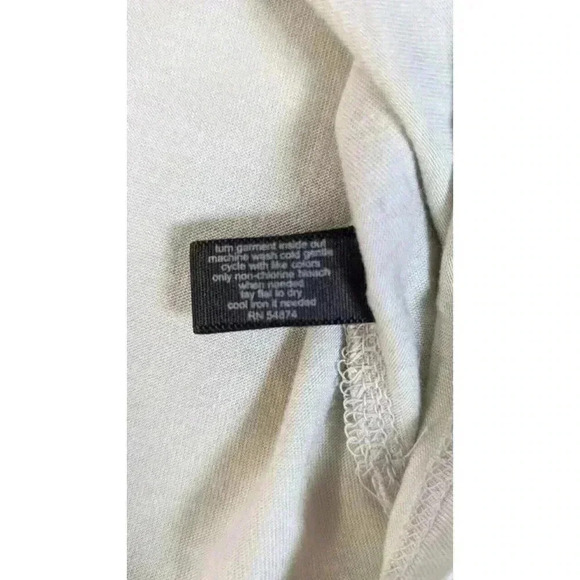 turn garment inside out
machine wash cold gentle
cycle with like colors
only non-chlorine bleach
when needed
lay flat to dry
cool iron it needed
RN 54874